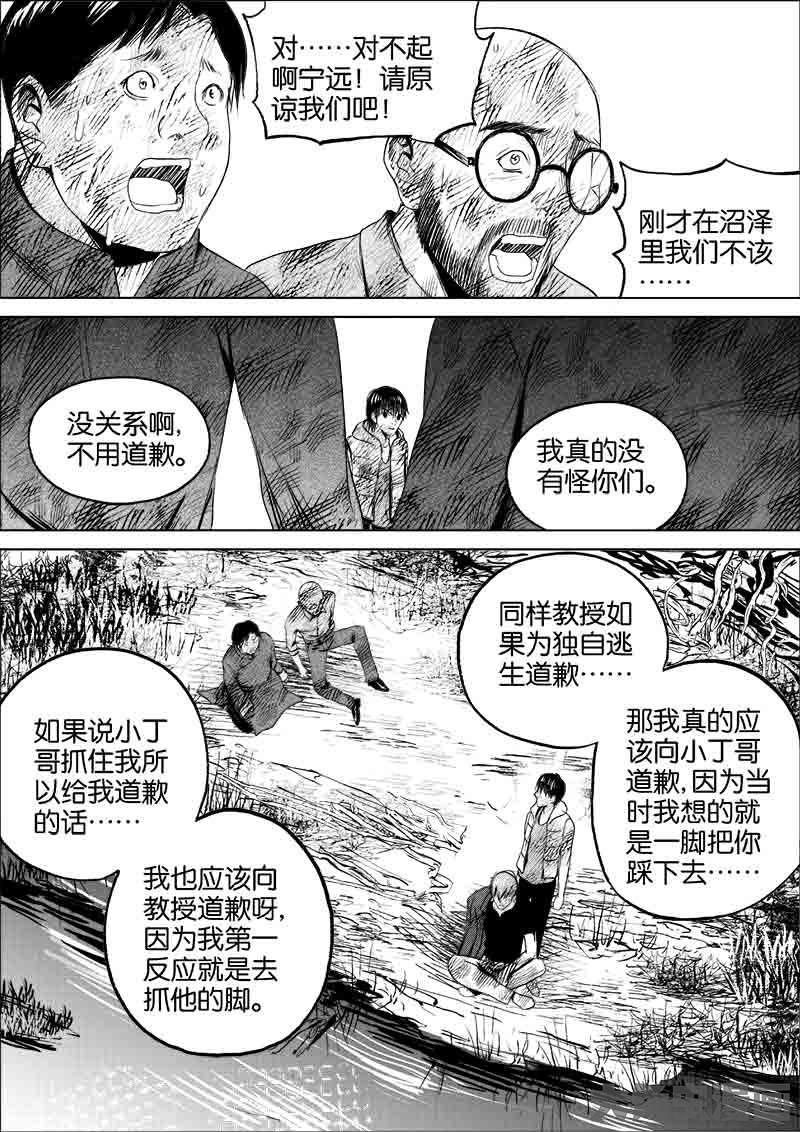 对……对不起
啊宁远！请原
谅我们吧！
刚才在沼泽
里我们不该
……
没关系啊，
不用道歉。
我真的没
有怪你们。
如果说小丁
哥抓住我所
以给我道歉
的话……
我也应该向
教授道歉呀，
因为我第一
反应就是去
抓他的脚。
同样教授如
果为独自逃
生道歉……
那我真的应
该向小丁哥
道歉，因为当
时我想的就
是一脚把你
踩下去……